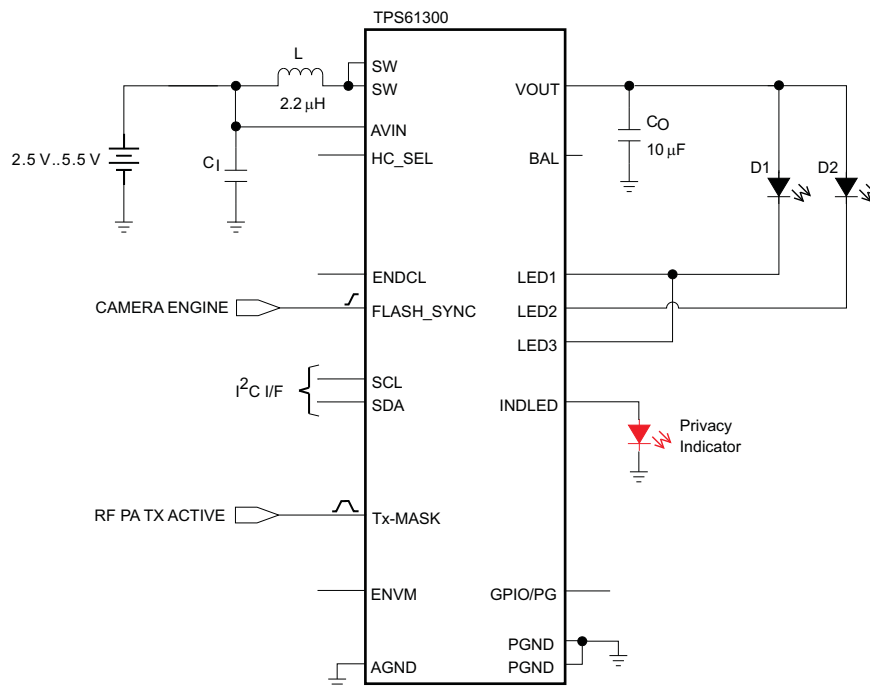 TPS61300
L
2.2 μH
SW
SW
AVIN
HC_SEL
2.5 V..5.5 V
CI
ENDCL
CAMERA ENGINE
FLASH_SYNC
I2C I/F
SCL
SDA
RF PA TX ACTIVE
Tx-MASK
ENVM
AGND
VOUT
CO
10 μF
BAL
D1
D2
LED1
LED2
LED3
INDLED
Privacy
Indicator
GPIO/PG
PGND
PGND